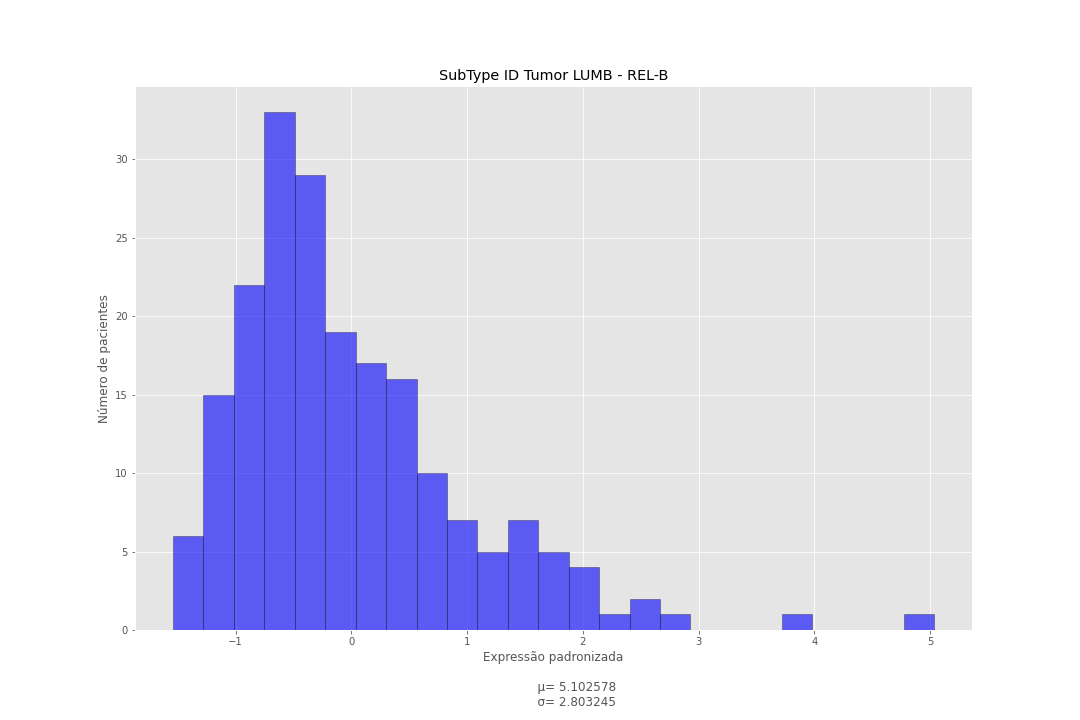 SubType ID Tumor LUMB - REL-B
30
25
20
15
10
5
0
Número de pacientes
−1 0 1 2 3 4 5
Expressão padronizada
μ= 5.102578
σ= 2.803245